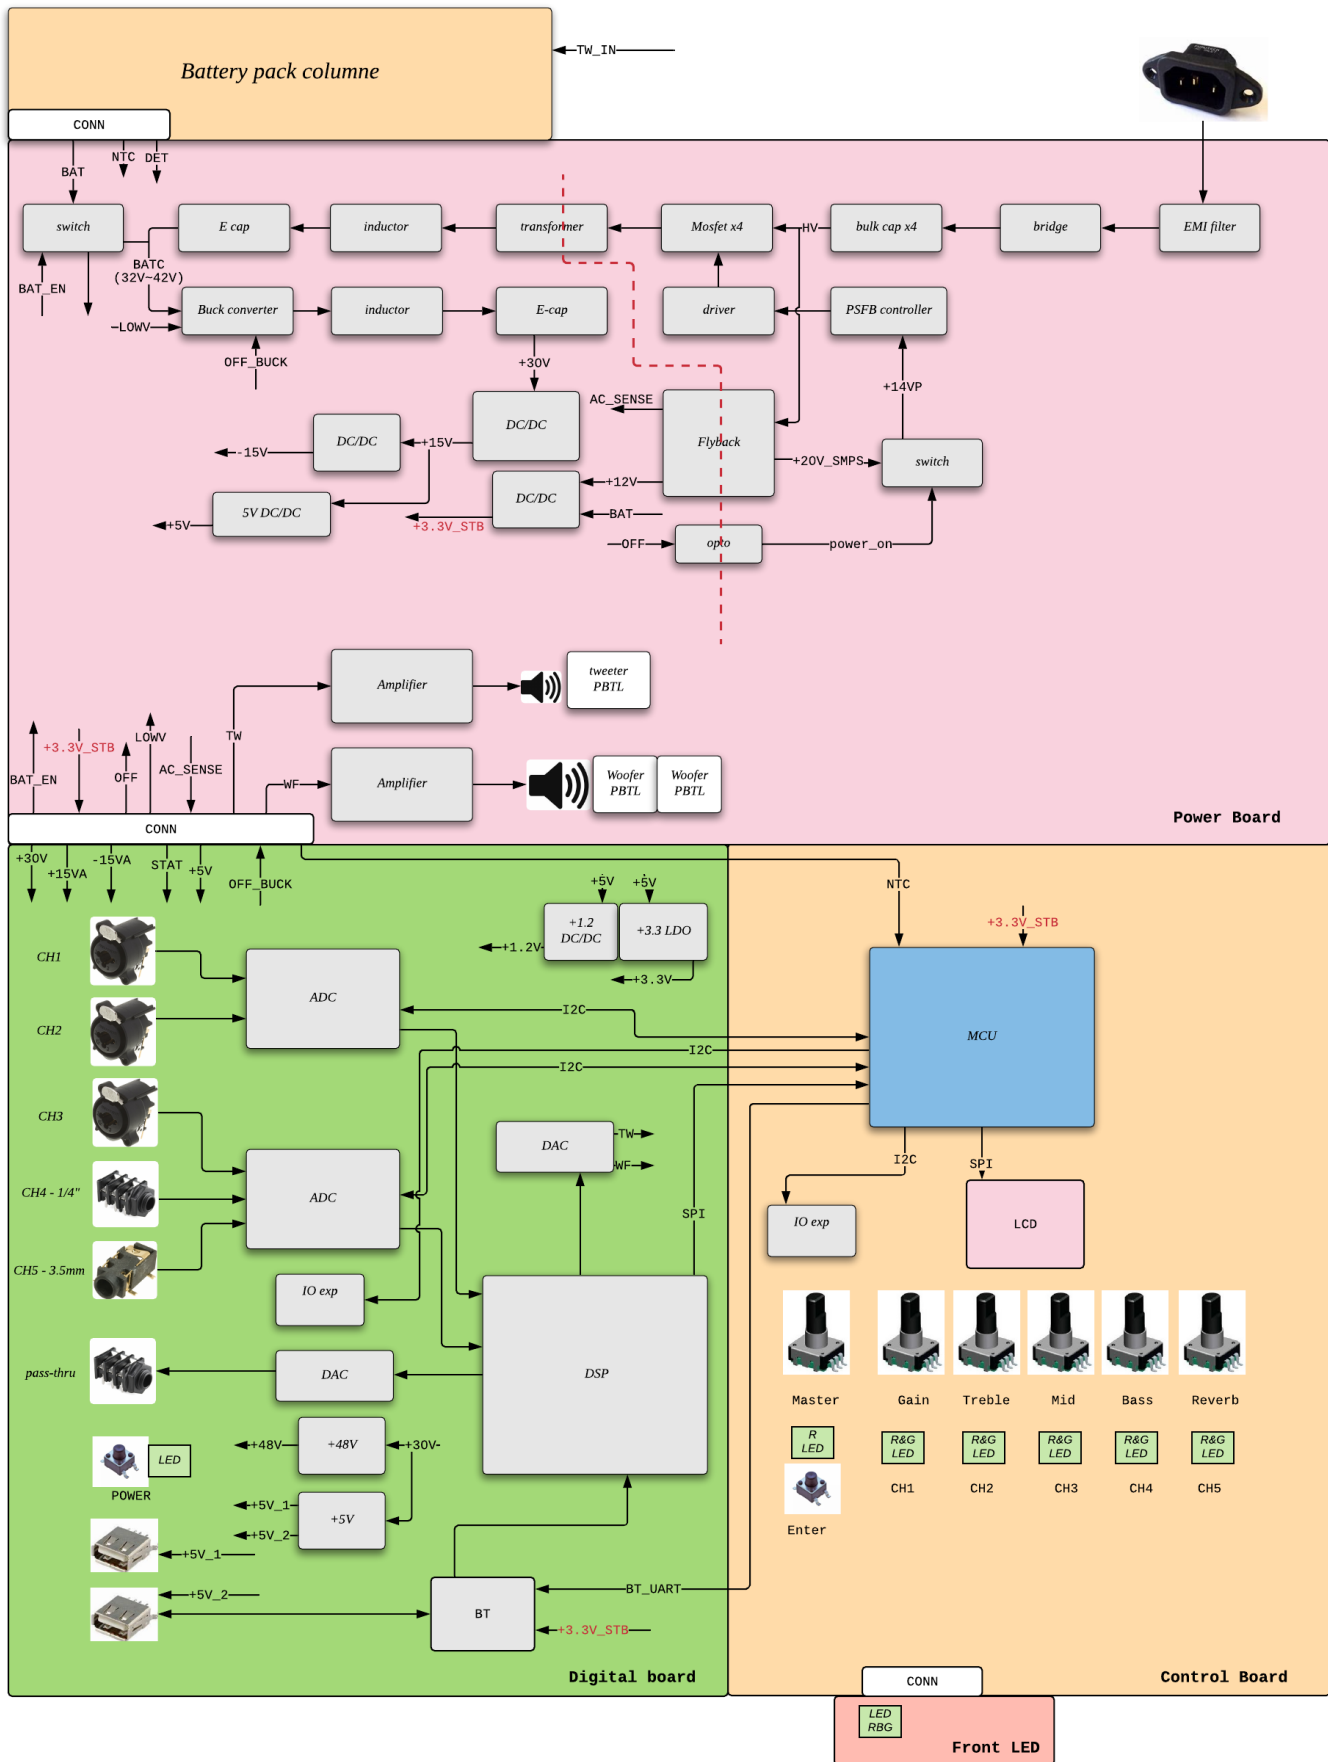 Battery pack columne
TW_IN
CONN
BAT
NTC
DET
switch
E cap
inductor
transformer
Mosfet x4
HV
bulk cap x4
bridge
EMI filter
BAT_EN
BATC
(32V~42V)
LOWV
Buck converter
inductor
E-cap
driver
PSFB controller
OFF_BUCK
+30V
+14VP
AC_SENSE
DC/DC
DC/DC
+15V
-15V
Flyback
+20V_SMPS
switch
+12V
DC/DC
BAT
5V DC/DC
+5V
+3.3V_STB
OFF
opto
power_on
Amplifier
tweeter
PBTL
BAT_EN
+3.3V_STB
OFF
LOWV
AC_SENSE
TW
WF
Amplifier
Woofer
PBTL
Woofer
PBTL
Power Board
CONN
+30V
+15VA
-15VA
STAT
+5V
OFF_BUCK
NTC
+5V
+5V
+1.2
DC/DC
+3.3 LDO
+1.2V
+3.3V
+3.3V_STB
CH1
CH2
CH3
CH4 - 1/4"
CH5 - 3.5mm
ADC
ADC
I2C
I2C
I2C
MCU
DAC
TW
WF
SPI
I2C
SPI
IO exp
LCD
IO exp
DSP
DAC
pass-thru
+48V
+48V
+30V
LED
POWER
+5V_1
+5V_2
+5V
+5V_1
+5V_2
BT
BT_UART
+3.3V_STB
Digital board
Master
Gain
Treble
Mid
Bass
Reverb
R
LED
R&G
LED
R&G
LED
R&G
LED
R&G
LED
R&G
LED
CH1
CH2
CH3
CH4
CH5
Enter
Control Board
CONN
LED
RBG
Front LED